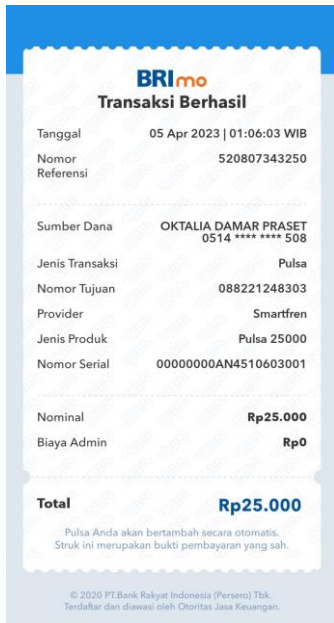 BRImo
Transaksi Berhasil
Tanggal 05 Apr 2023 | 01:06:03 WIB
Nomor Referensi 520807343250
Sumber Dana OKTALIA DAMAR PRASET
0514 **** **** 508
Jenis Transaksi Pulsa
Nomor Tujuan 088221248303
Provider Smartfren
Jenis Produk Pulsa 25000
Nomor Serial 00000000AN4510603001
Nominal Rp25.000
Biaya Admin Rp0
Total Rp25.000
Pulsa Anda akan bertambah secara otomatis.
Struk ini merupakan bukti pembayaran yang sah.
© 2020 PT.Bank Rakyat Indonesia (Persero) Tbk.
Terdaftar dan diawasi oleh Otoritas Jasa Keuangan.